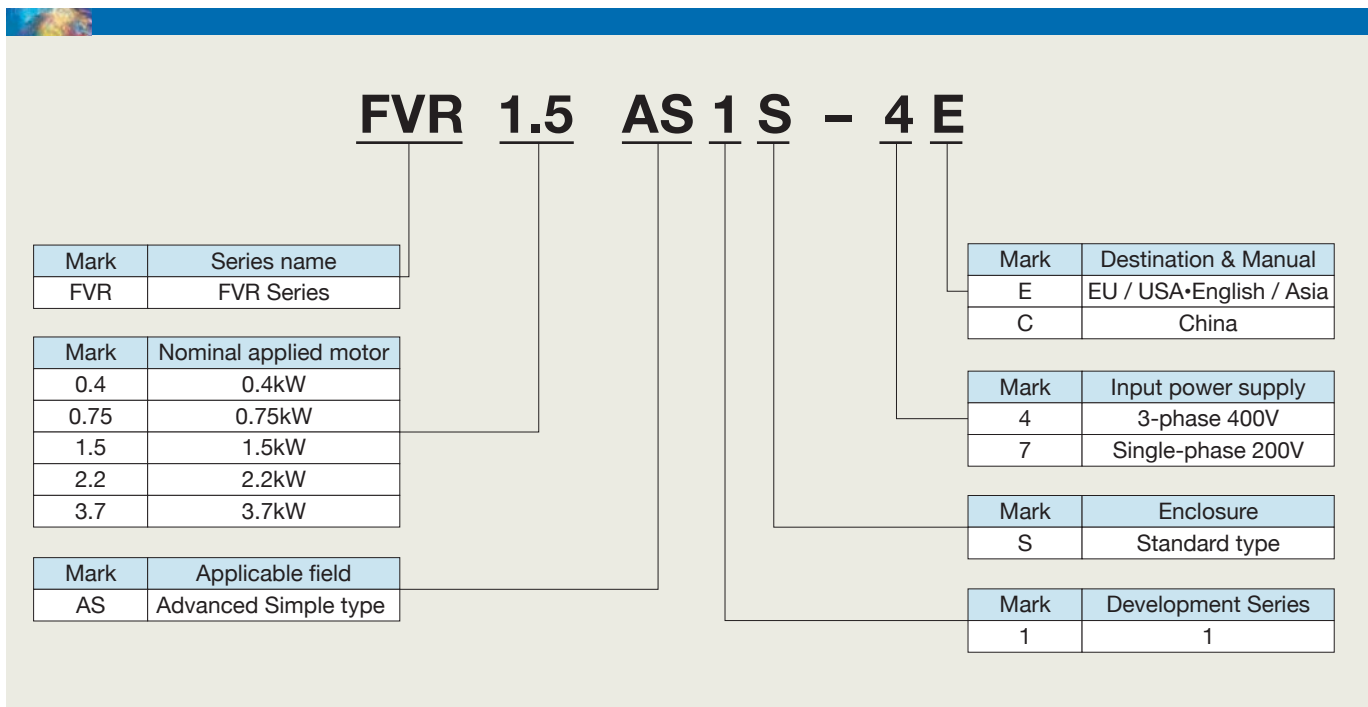 FVR 1.5 AS 1 S – 4 E
Mark Series name
FVR FVR Series
Mark Nominal applied motor
0.4 0.4kW
0.75 0.75kW
1.5 1.5kW
2.2 2.2kW
3.7 3.7kW
Mark Applicable field
AS Advanced Simple type
Mark Destination & Manual
E EU / USA•English / Asia
C China
Mark Input power supply
4 3-phase 400V
7 Single-phase 200V
Mark Enclosure
S Standard type
Mark Development Series
1 1